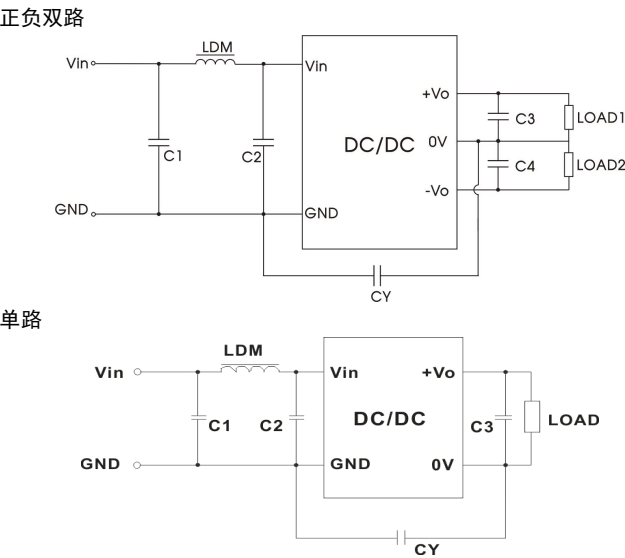 正负双路
LDM
Vin
Vin
+Vo
C3
LOAD1
C1
C2
DC/DC
0V
C4
LOAD2
-Vo
GND
GND
CY
单路
LDM
Vin
Vin
+Vo
C1
C2
DC/DC
C3
LOAD
GND
GND
0V
CY